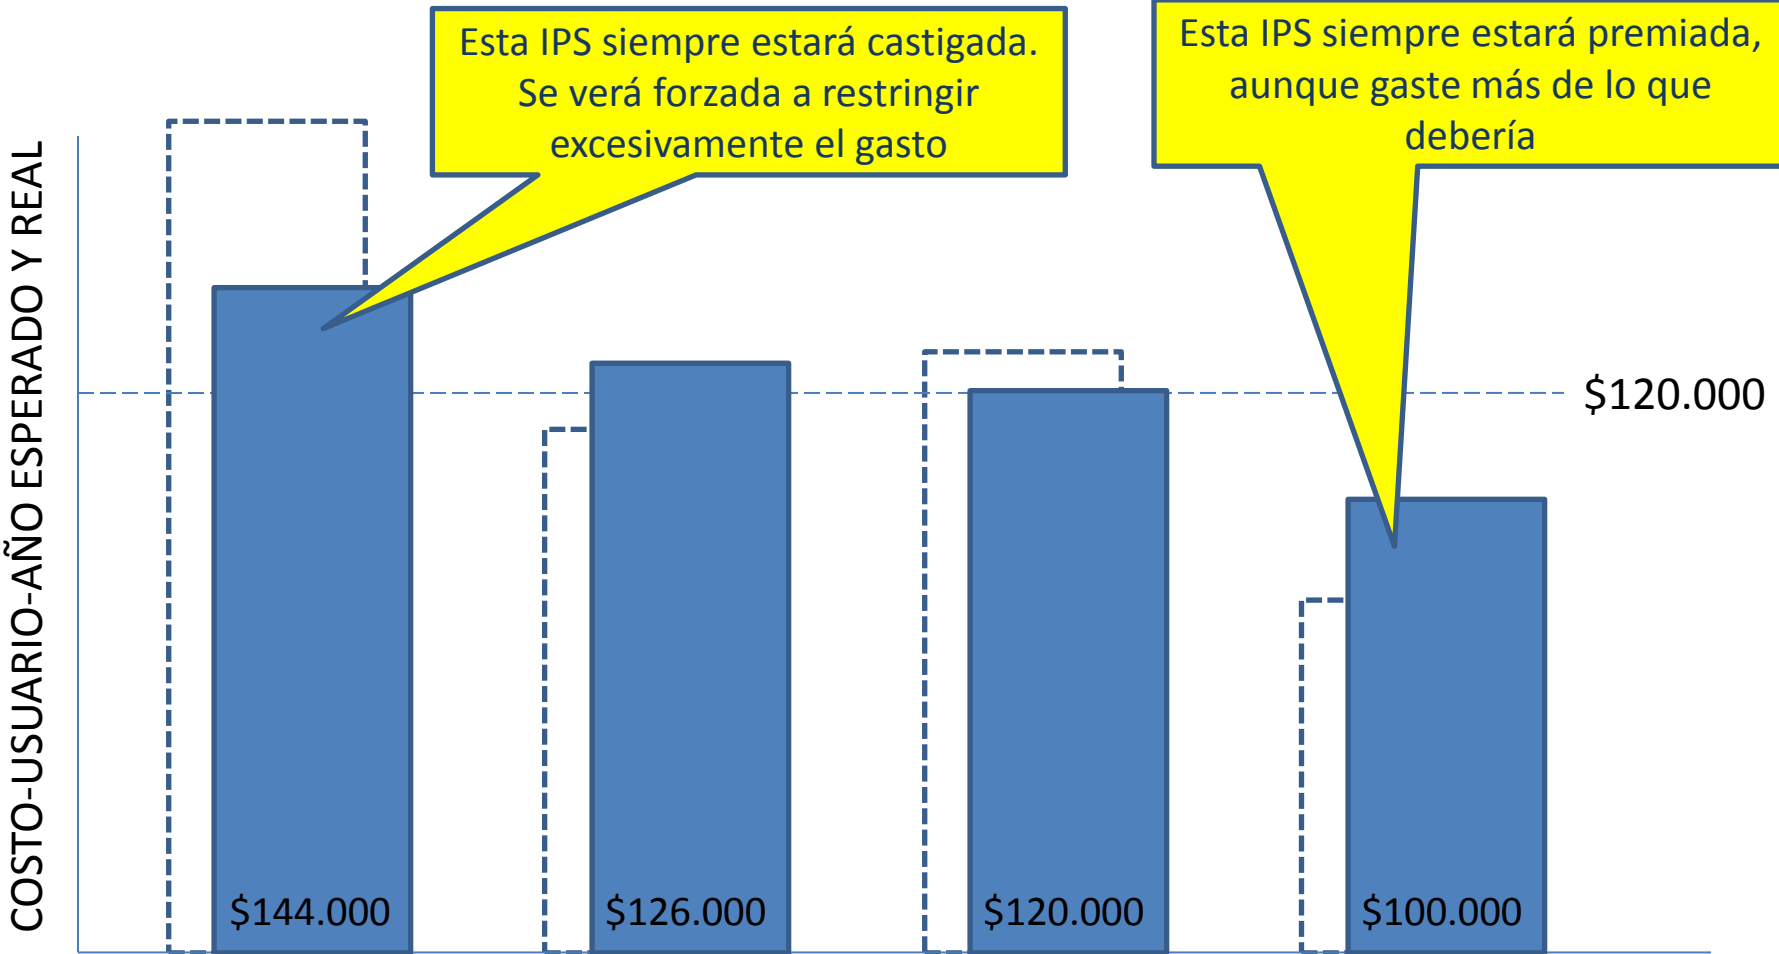 Esta IPS siempre estará castigada.
Se verá forzada a restringir
excesivamente el gasto
Esta IPS siempre estará premiada,
aunque gaste más de lo que
debería
COSTO-USUARIO-AÑO ESPERADO Y REAL
$120.000
$144.000
$126.000
$120.000
$100.000